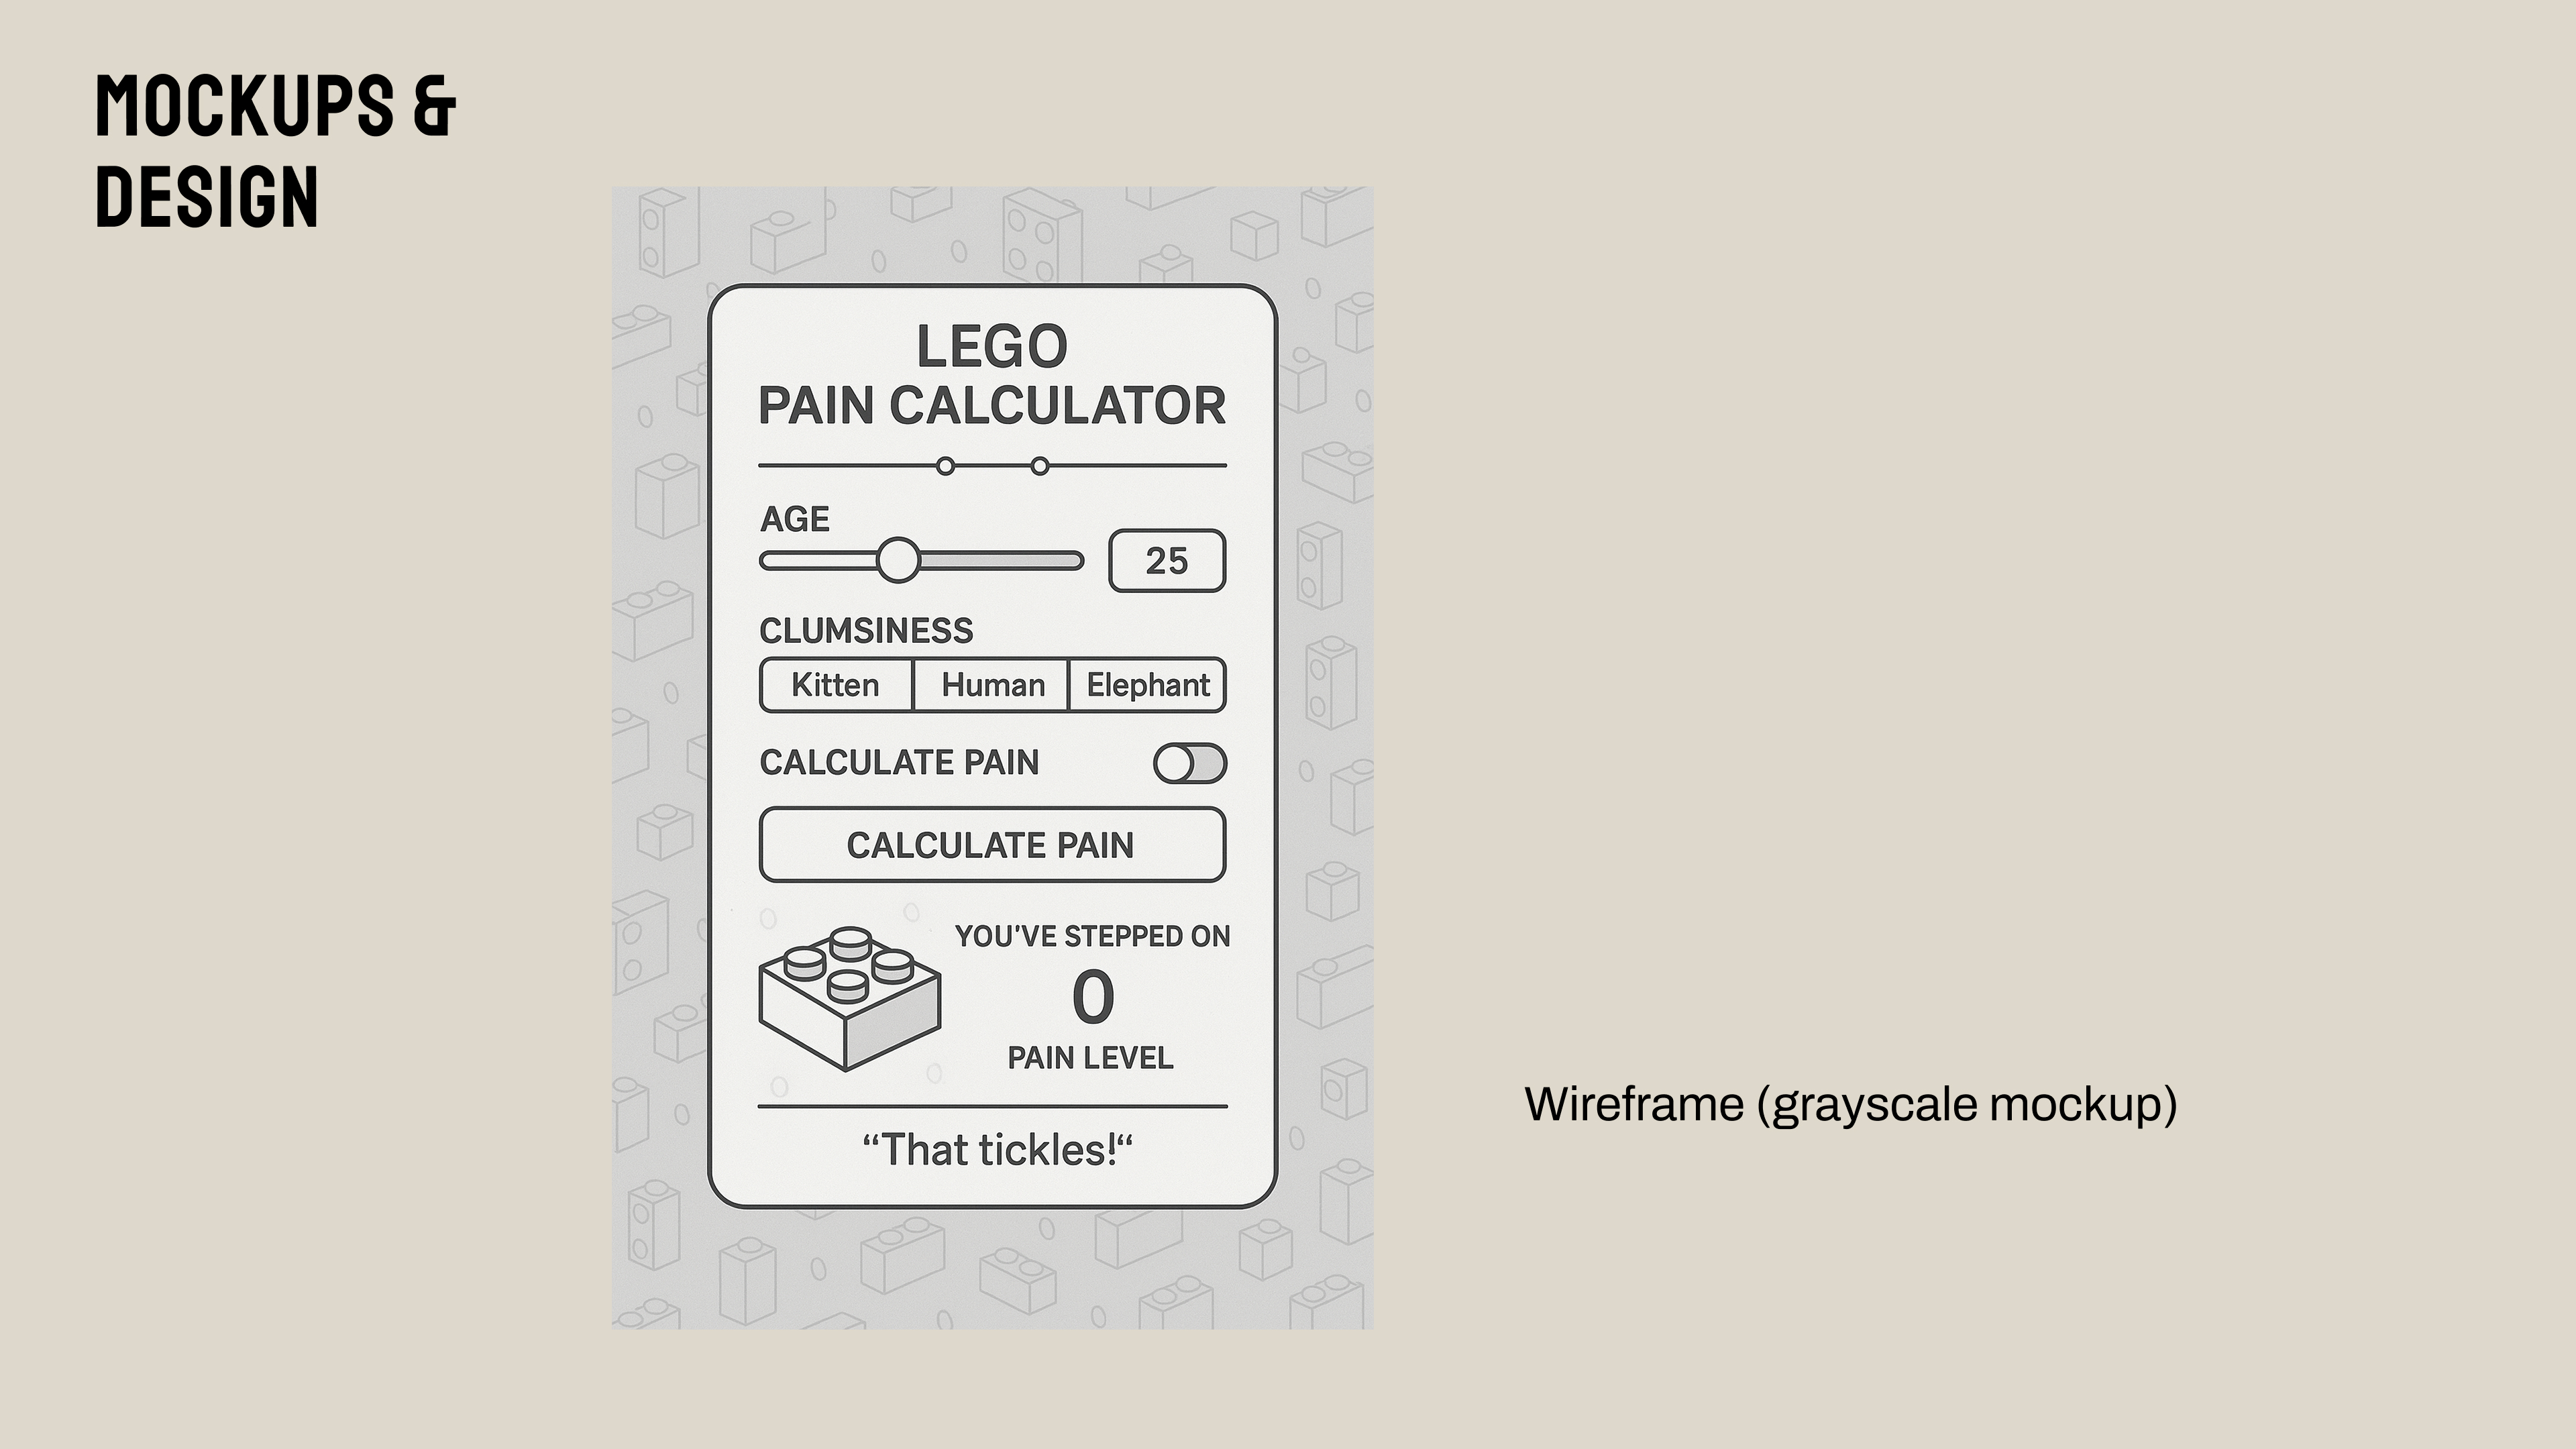 MOCKUPS &
DESIGN
LEGO
PAIN CALCULATOR
AGE
25
CLUMSINESS
Kitten Human Elephant
CALCULATE PAIN
CALCULATE PAIN
YOU'VE STEPPED ON
0
PAIN LEVEL
“That tickles!“
Wireframe (grayscale mockup)